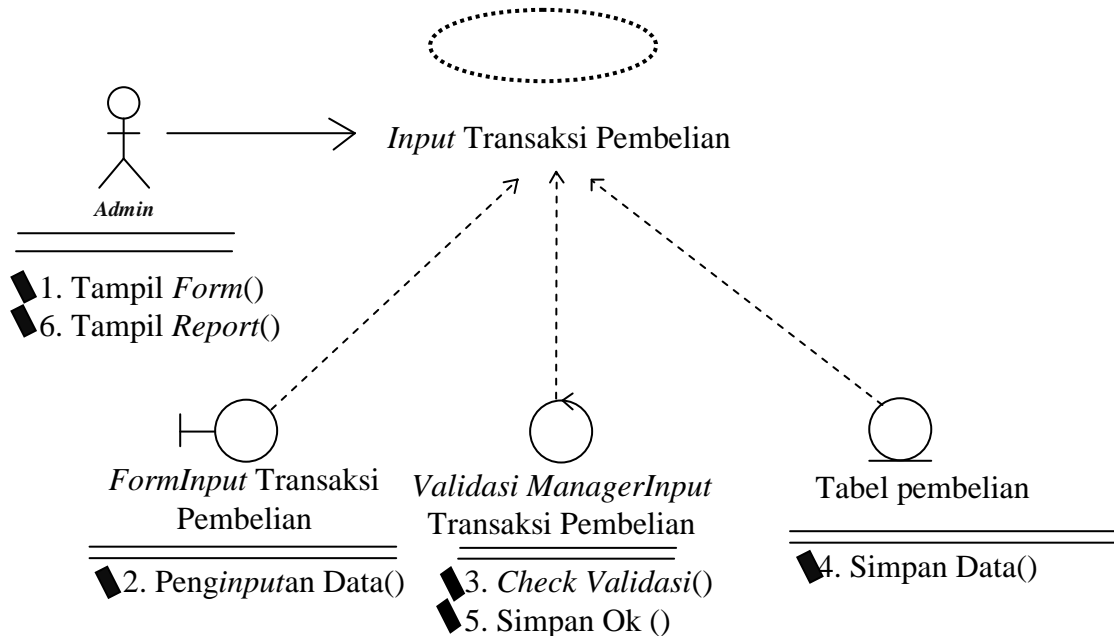 Input Transaksi Pembelian
Admin
1. Tampil Form()
6. Tampil Report()
FormInput Transaksi
Pembelian
2. Penginputan Data()
Validasi ManagerInput
Transaksi Pembelian
3. Check Validasi()
5. Simpan Ok ()
Tabel pembelian
4. Simpan Data()